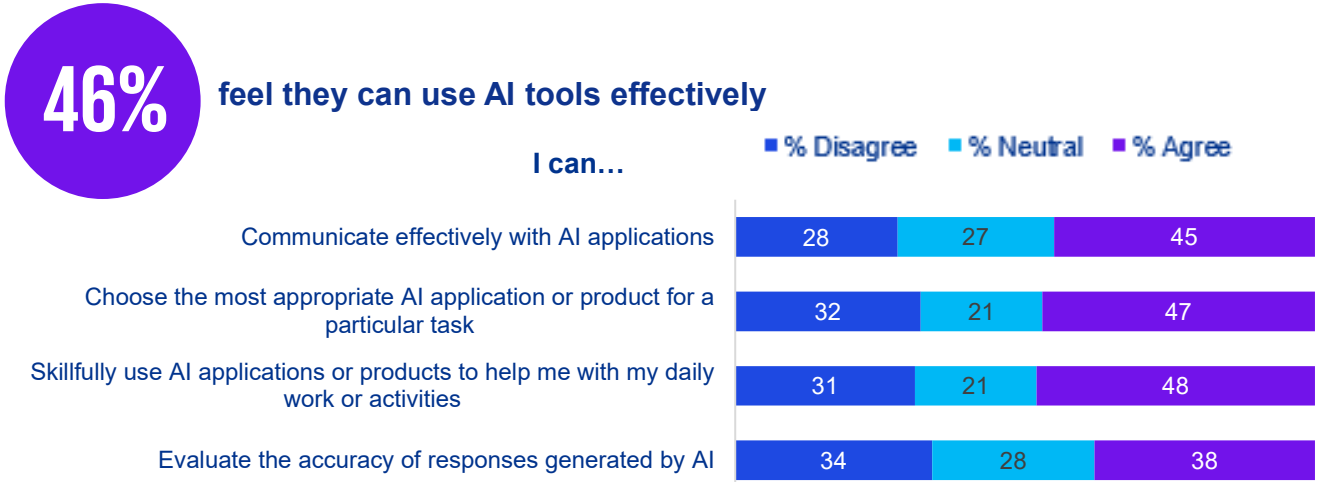 46%
feel they can use AI tools effectively
% Disagree % Neutral % Agree
I can…
Communicate effectively with AI applications
28 27 45
Choose the most appropriate AI application or product for a
particular task
32 21 47
Skillfully use AI applications or products to help me with my daily
work or activities
31 21 48
Evaluate the accuracy of responses generated by AI
34 28 38